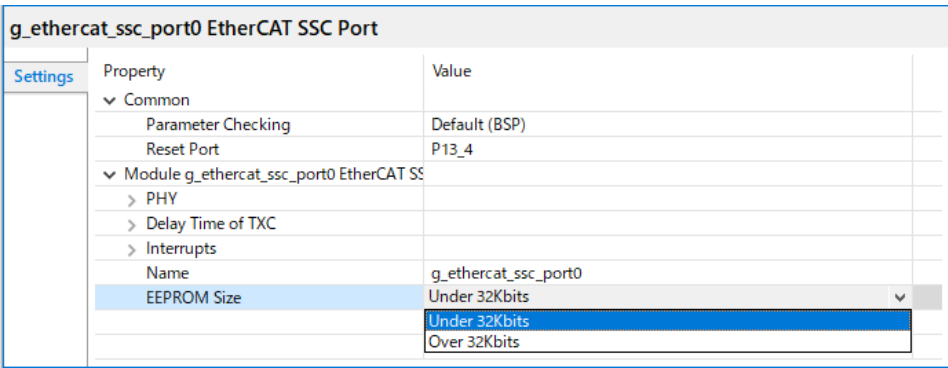 g_ethercat_ssc_port0 EtherCAT SSC Port
Settings
Property Value
Common
Parameter Checking Default (BSP)
Reset Port P13_4
Module g_ethercat_ssc_port0 EtherCAT SS
PHY
Delay Time of TXC
Interrupts
Name g_ethercat_ssc_port0
EEPROM Size Under 32Kbits
Under 32Kbits
Over 32Kbits